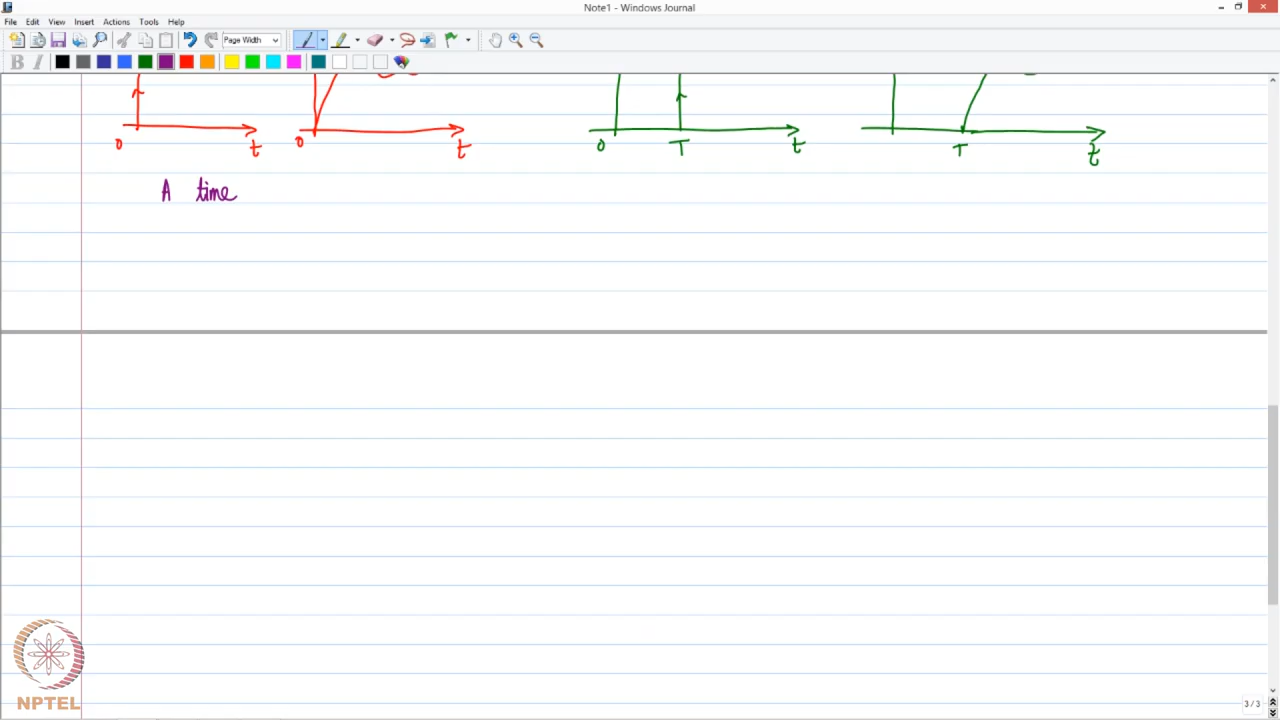 Note1 - Windows Journal
File Edit View Insert Actions Tools Help
Page Width
B I
0 t 0 t 0 T t T t
A time
NPTEL
3 / 3